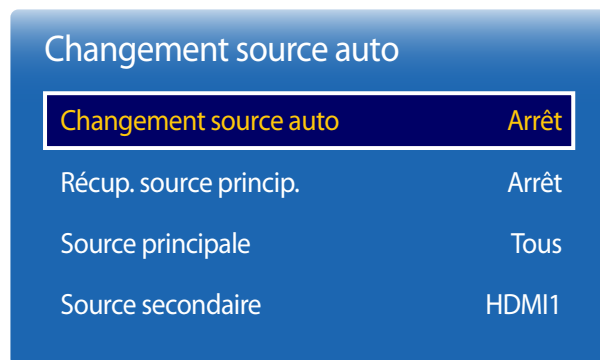 Changement source auto
Changement source auto Arrêt
Récup. source princip. Arrêt
Source principale Tous
Source secondaire HDMI1